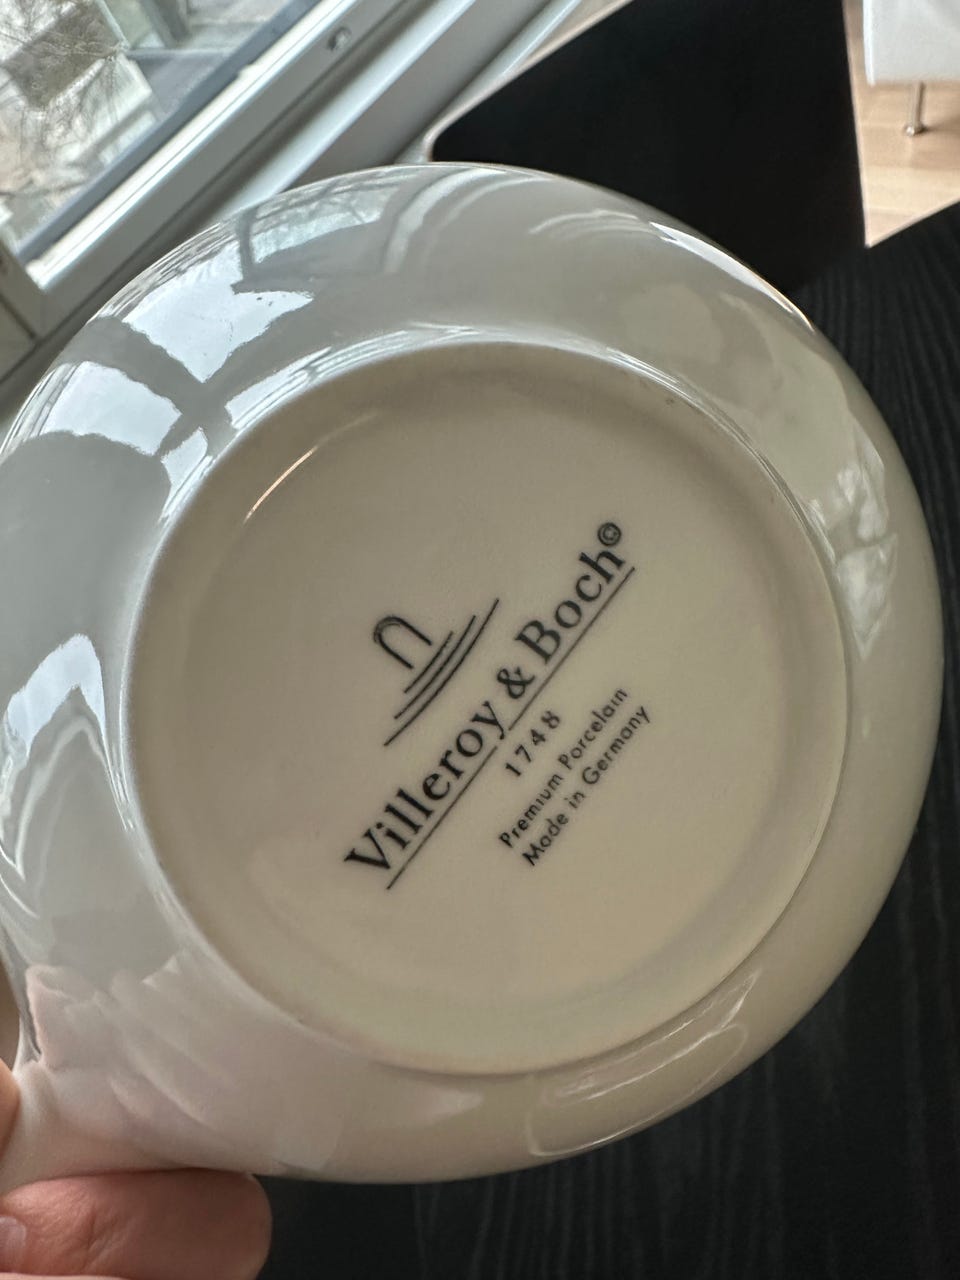 Villeroy & Boch©
1748
Premium Porcelain
Made in Germany